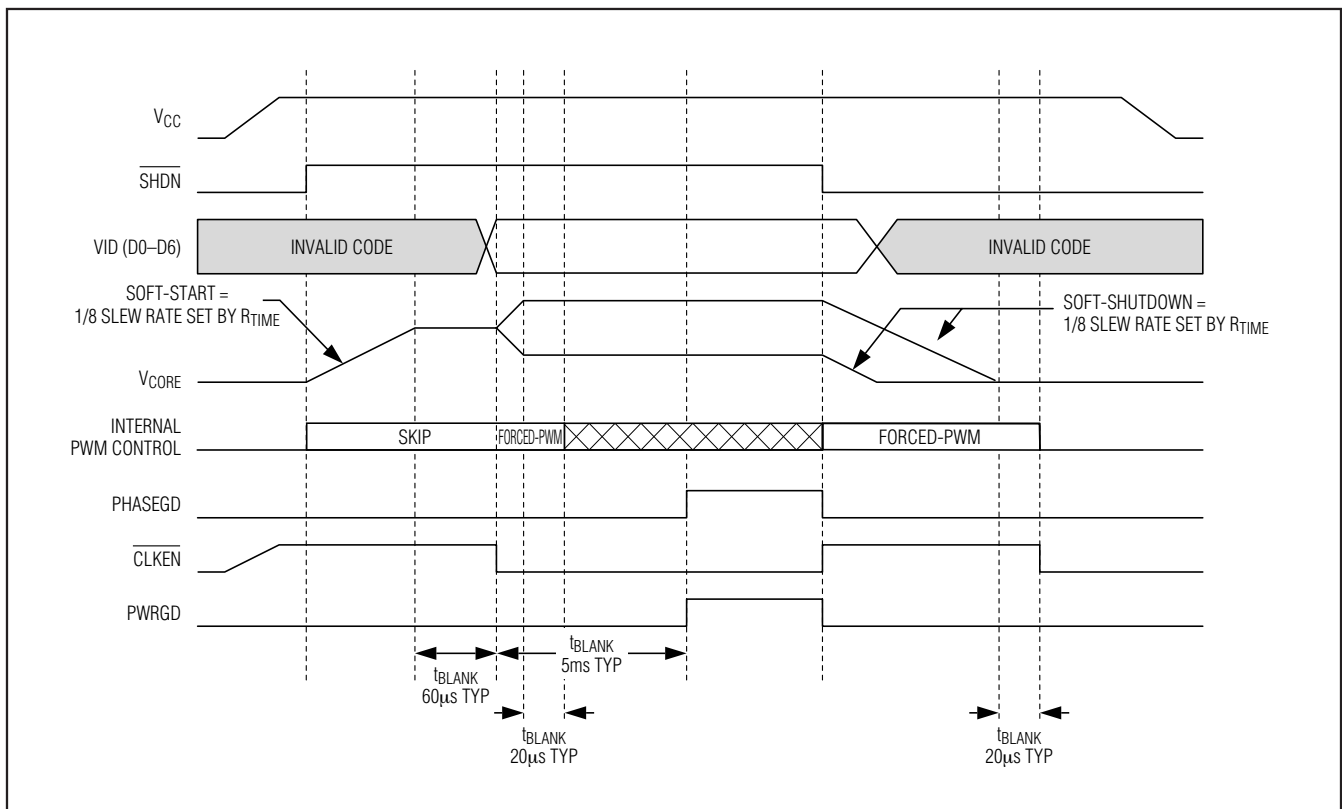 VCC
SHDN
VID (D0–D6)
INVALID CODE
INVALID CODE
SOFT-START =
1/8 SLEW RATE SET BY RTIME
SOFT-SHUTDOWN =
1/8 SLEW RATE SET BY RTIME
VCORE
INTERNAL
PWM CONTROL
SKIP
FORCED-PWM
FORCED-PWM
PHASEGD
CLKEN
PWRGD
tBLANK
60μs TYP
tBLANK
5ms TYP
tBLANK
20μs TYP
tBLANK
20μs TYP